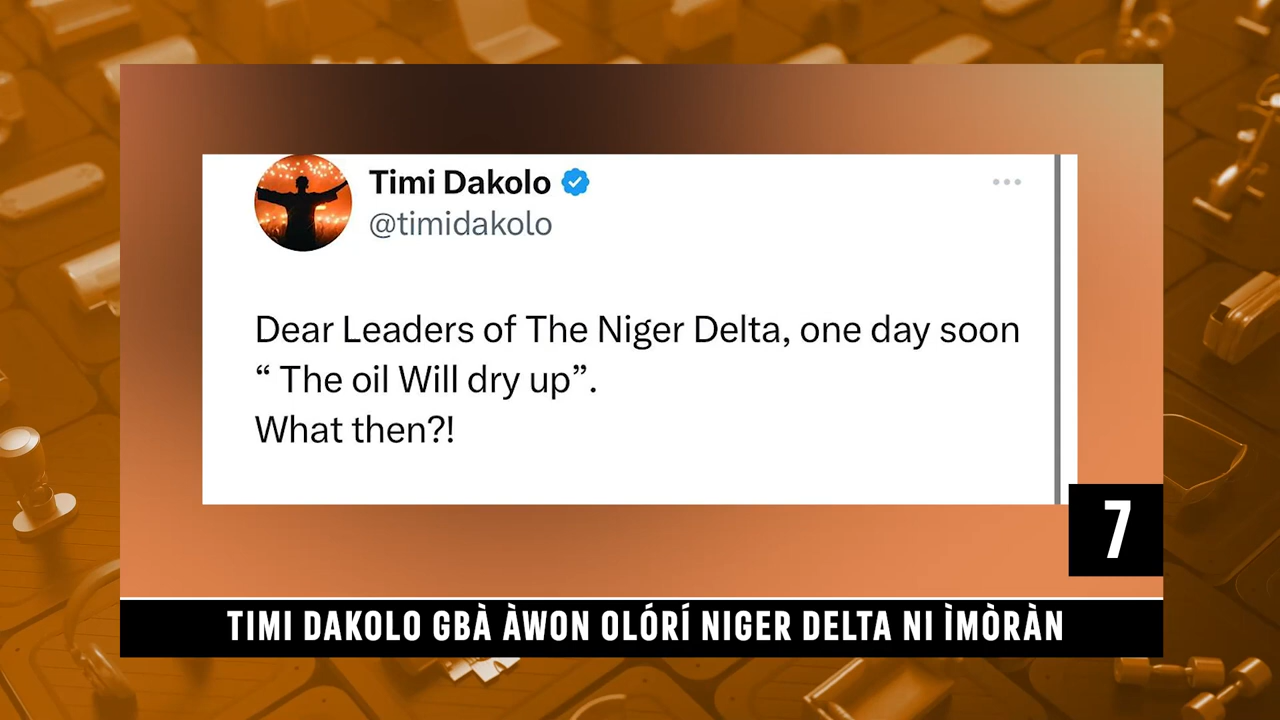 Timi Dakolo
@timidakolo
Dear Leaders of The Niger Delta, one day soon
“ The oil Will dry up”.
What then?!
7
TIMI DAKOLO GBÀ ÀWON OLÓRÍ NIGER DELTA NI ÌMÒRÀN